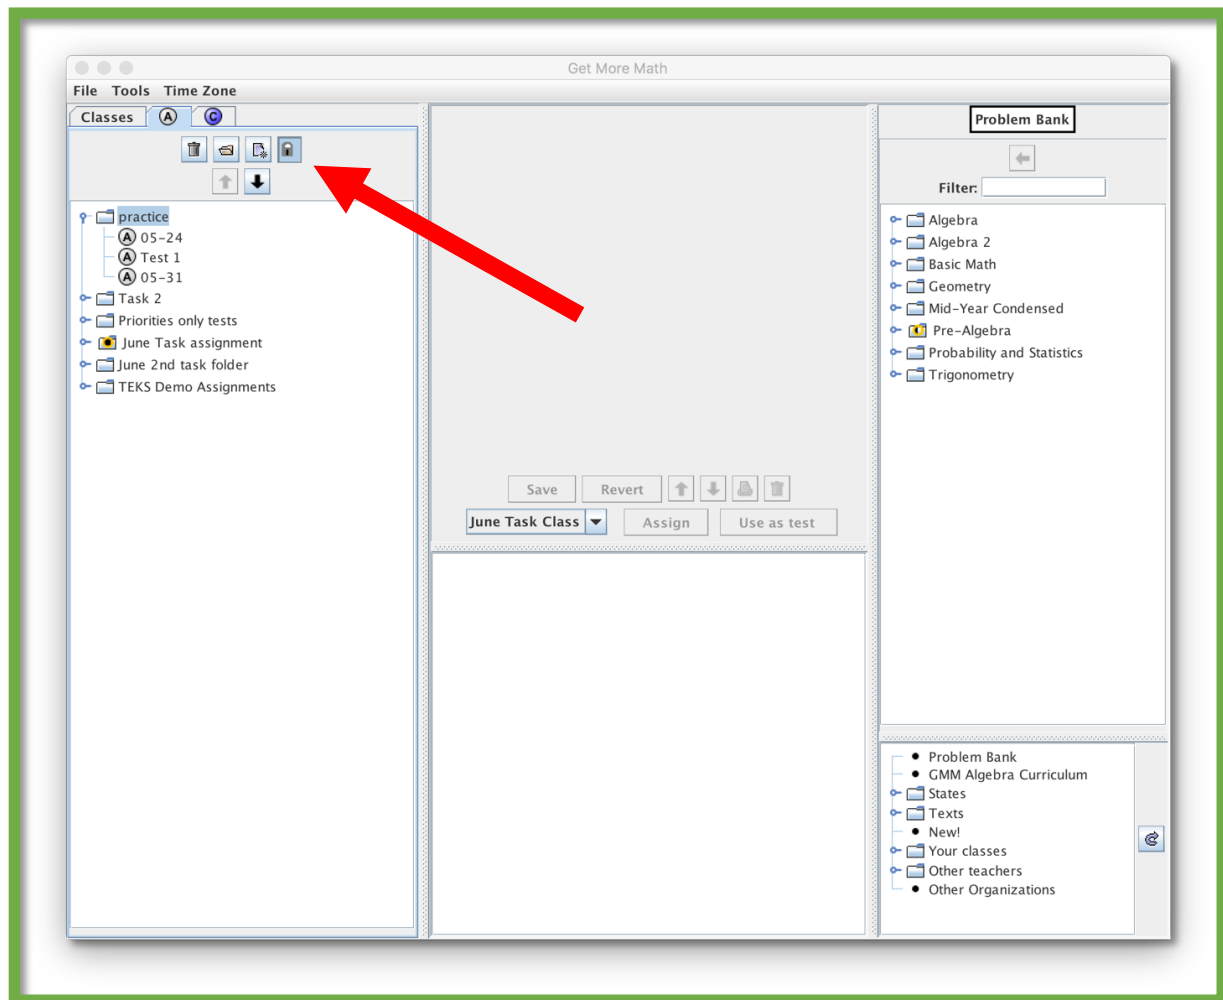 Get More Math
File Tools Time Zone
Classes A C
Problem Bank
Filter:
practice
A 05-24
A Test 1
A 05-31
Task 2
Priorities only tests
June Task assignment
June 2nd task folder
TEKS Demo Assignments
Save Revert
June Task Class Assign Use as test
Algebra
Algebra 2
Basic Math
Geometry
Mid-Year Condensed
Pre-Algebra
Probability and Statistics
Trigonometry
Problem Bank
GMM Algebra Curriculum
States
Texts
New!
Your classes
Other teachers
Other Organizations